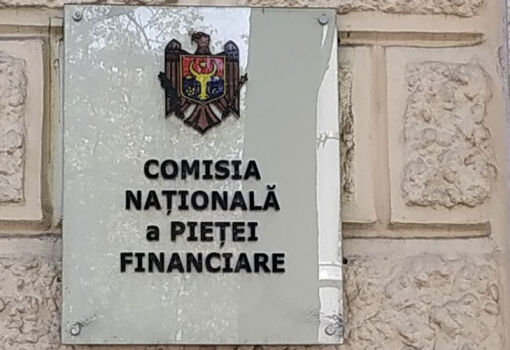 COMISIA
NAȚIONALĂ
a PIEȚEI
FINANCIARE